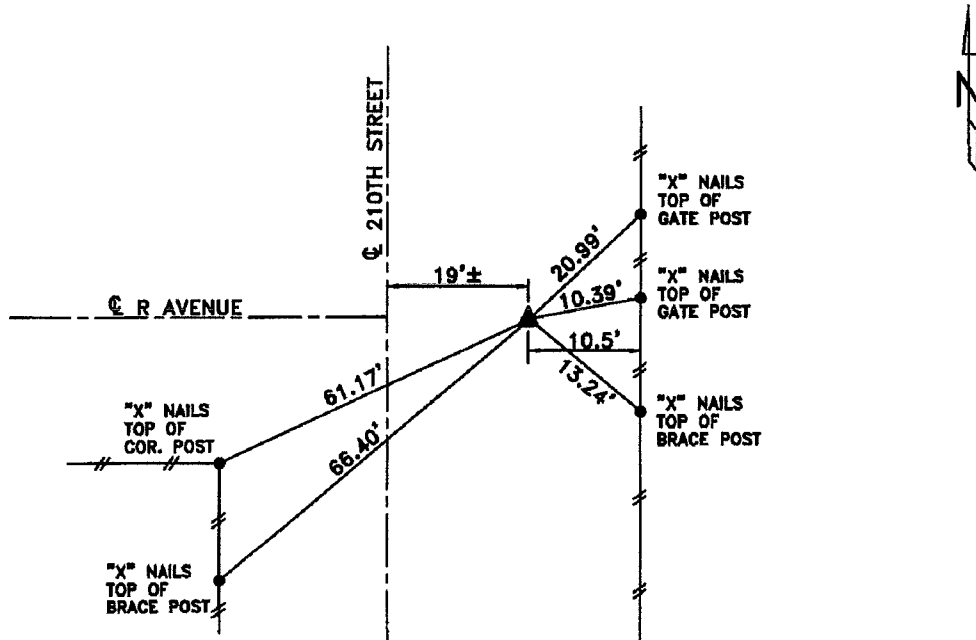 ℄ 210TH STREET
N
"X" NAILS
TOP OF
GATE POST
20.99'
19'±
"X" NAILS
TOP OF
GATE POST
10.39'
℄ R AVENUE
10.5'
13.24'
61.17'
"X" NAILS
TOP OF
COR. POST
"X" NAILS
TOP OF
BRACE POST
66.40'
"X" NAILS
TOP OF
BRACE POST